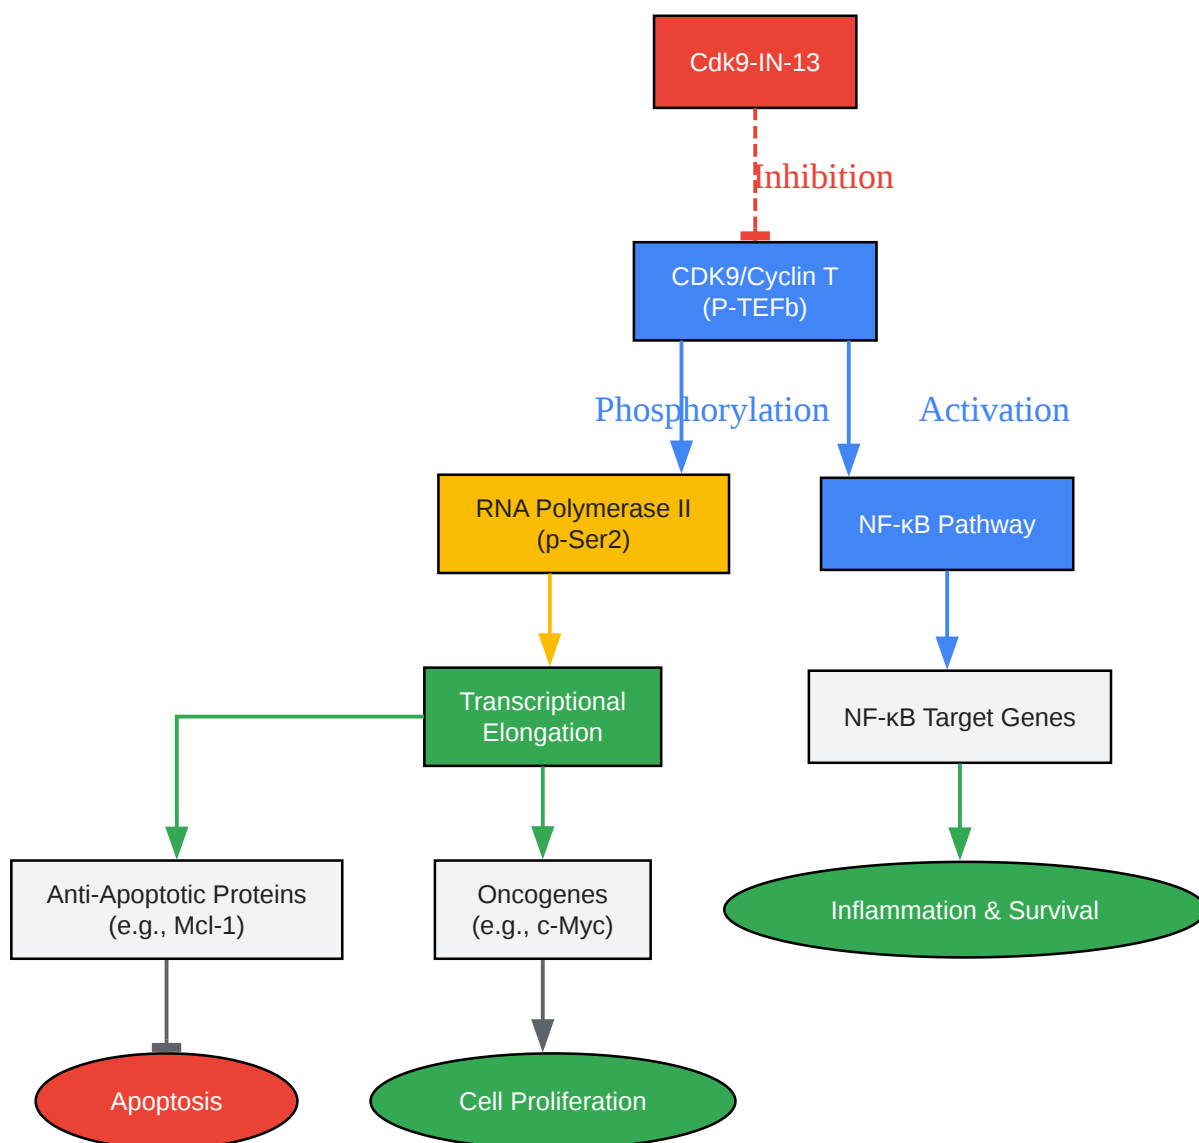 Cdk9-IN-13
Inhibition
CDK9/Cyclin T
(P-TEFb)
Phosphorylation
Activation
RNA Polymerase II
(p-Ser2)
NF-κB Pathway
Transcriptional
Elongation
NF-κB Target Genes
Anti-Apoptotic Proteins
(e.g., Mcl-1)
Oncogenes
(e.g., c-Myc)
Inflammation & Survival
Apoptosis
Cell Proliferation